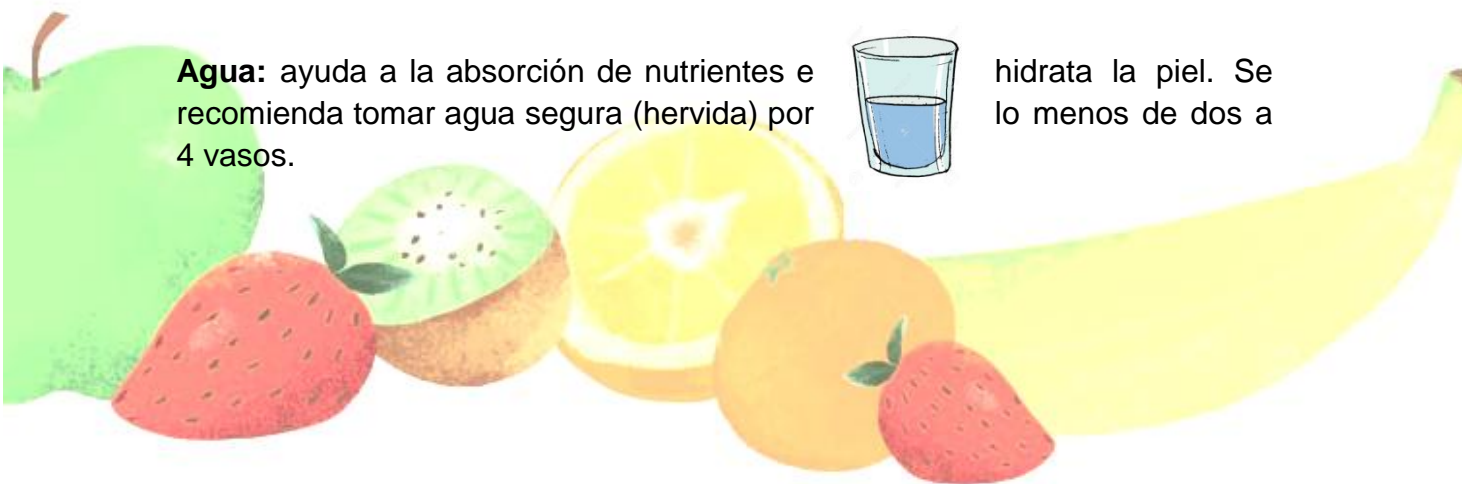 Agua: ayuda a la absorción de nutrientes e hidrata la piel. Se
recomienda tomar agua segura (hervida) por lo menos de dos a
4 vasos.